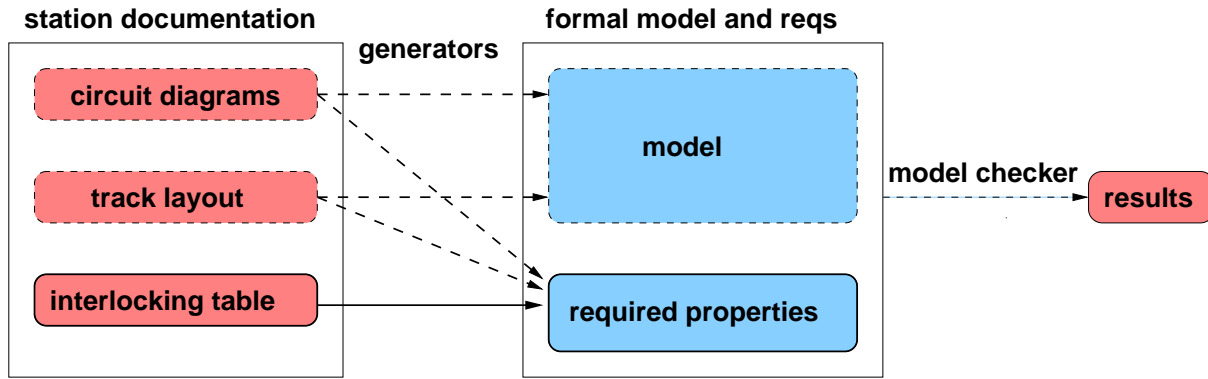 station documentation
formal model and reqs
generators
circuit diagrams
model
track layout
model checker
results
interlocking table
required properties